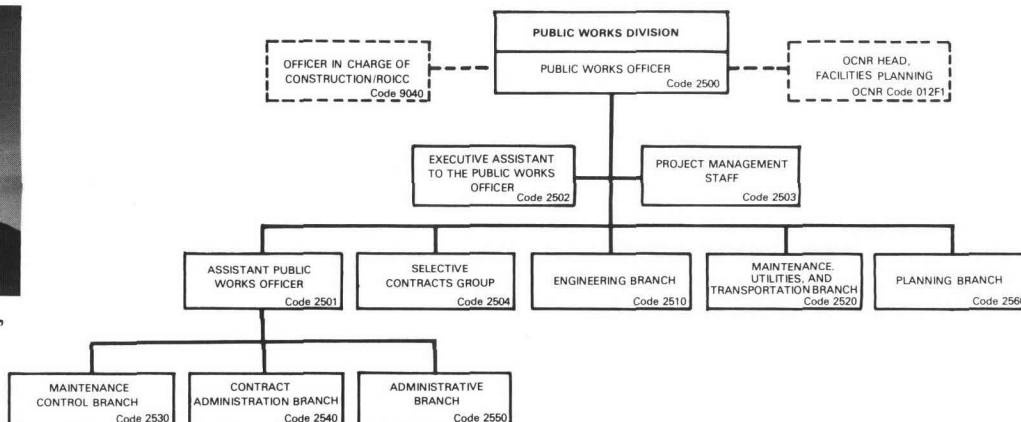 PUBLIC WORKS DIVISION
OFFICER IN CHARGE OF
CONSTRUCTION/ROICC
Code 9040
PUBLIC WORKS OFFICER
Code 2500
OCNR HEAD,
FACILITIES PLANNING
OCNR Code 012F1
EXECUTIVE ASSISTANT
TO THE PUBLIC WORKS
OFFICER
Code 2502
PROJECT MANAGEMENT
STAFF
Code 2503
ASSISTANT PUBLIC
WORKS OFFICER
Code 2501
SELECTIVE
CONTRACTS GROUP
Code 2504
ENGINEERING BRANCH
Code 2510
MAINTENANCE,
UTILITIES, AND
TRANSPORTATION BRANCH
Code 2520
PLANNING BRANCH
Code 2560
MAINTENANCE
CONTROL BRANCH
Code 2530
CONTRACT
ADMINISTRATION BRANCH
Code 2540
ADMINISTRATIVE
BRANCH
Code 2550